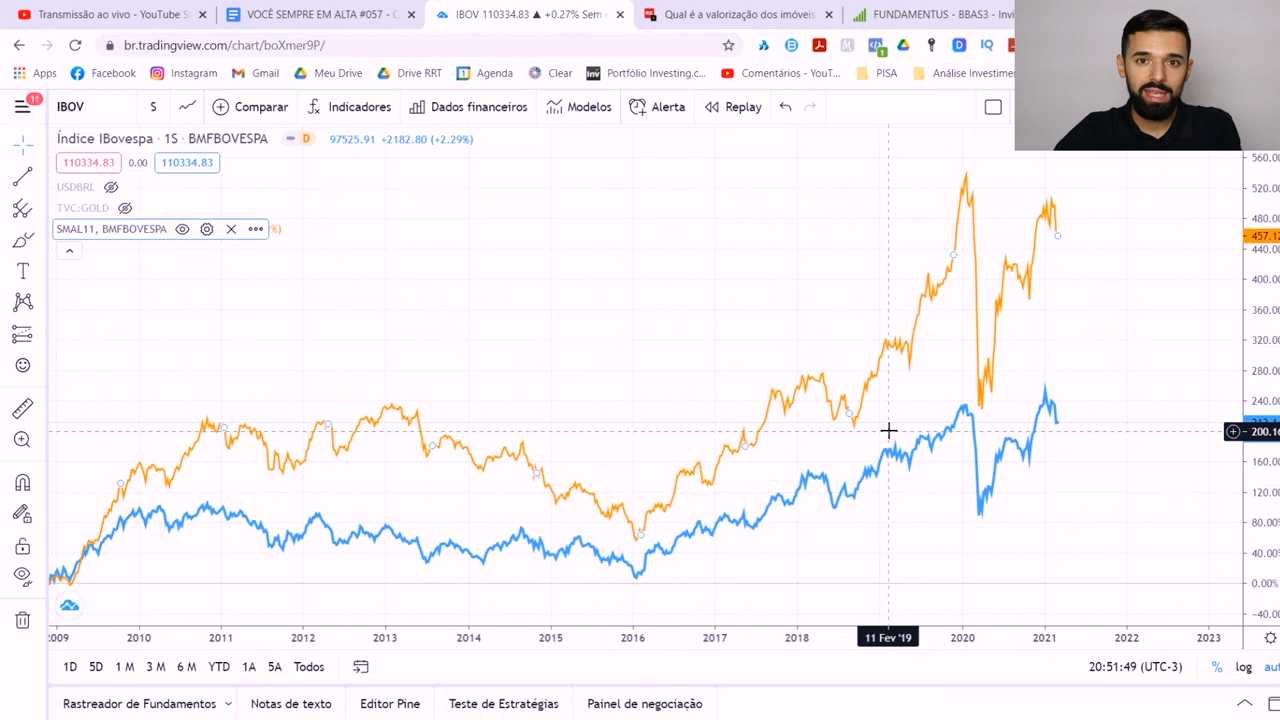 Transmissão ao vivo - YouTube S
VOCÊ SEMPRE EM ALTA #057 - C
IBOV 110334.83 ▲ +0.27% Sem n
Qual é a valorização dos imóveis
FUNDAMENTUS - BBAS3 - Invi
br.tradingview.com/chart/boXmer9P/
1
Apps
Facebook
Instagram
Gmail
Meu Drive
Drive RRT
Agenda
Clear
Inv Portfólio Investing.c...
Comentários - YouT...
PISA
Análise Investimen
11
IBOV
S
Comparar
Indicadores
Dados financeiros
Modelos
Alerta
Replay
Índice IBovespa · 1S · BMFBOVESPA
D
97525.91 +2182.80 (+2.29%)
110334.83 0.00 110334.83
USDBRL
TVC:GOLD
SMAL11, BMFBOVESPA
%)
560.00
520.00
480.00
457.12
440.00
400.00
360.00
320.00
280.00
240.00
200.16
160.00
120.00
80.00%
40.00%
0.00%
-40.00
2009 2010 2011 2012 2013 2014 2015 2016 2017 2018 11 Fev '19 2020 2021 2022 2023
1D 5D 1 M 3 M 6 M YTD 1A 5A Todos
20:51:49 (UTC-3) % log aut
Rastreador de Fundamentos
Notas de texto
Editor Pine
Teste de Estratégias
Painel de negociação